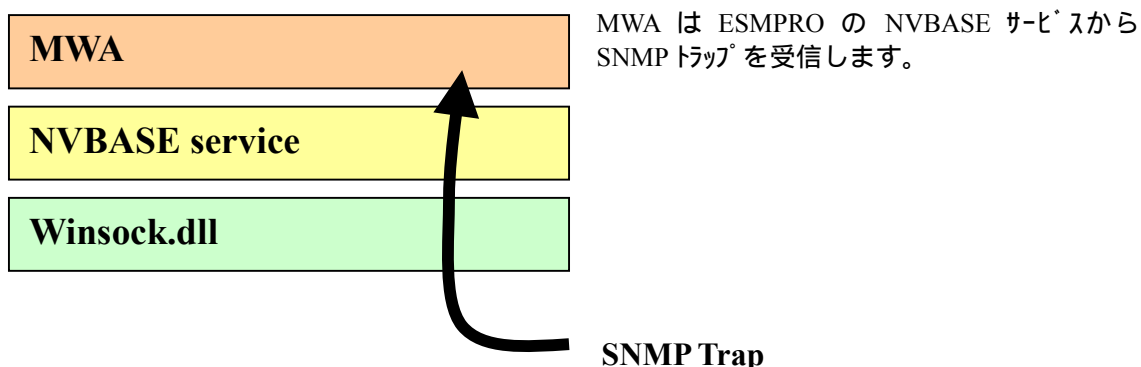 MWA
NVBASE service
Winsock.dll
MWA は ESMPRO の NVBASE ｻｰﾋﾞｽから
SNMP ﾄﾗｯﾌﾟを受信します。
SNMP Trap